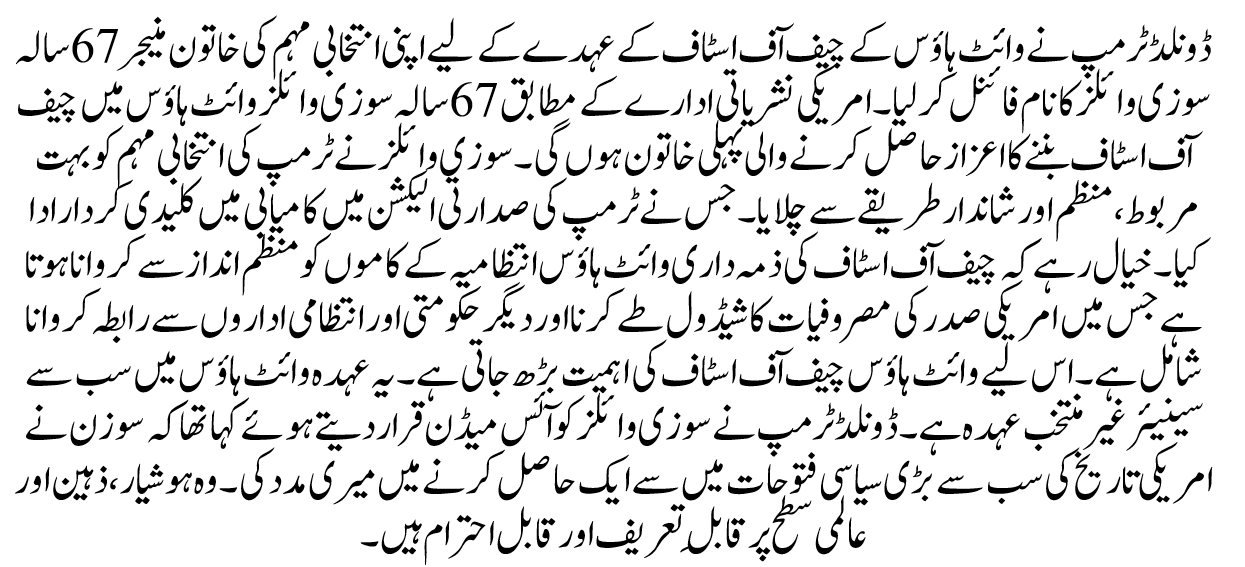 ڈونلڈ ٹرمپ نے وائٹ ہاؤس کے چیف آف اسٹاف کے عہدے کے لیے اپنی انتخابی مہم کی خاتون منیجر 67 سالہ
سوزی وائلز کا نام فائنل کر لیا۔ امریکی نشریاتی ادارے کے مطابق 67 سالہ سوزی وائلز وائٹ ہاؤس میں چیف
آف اسٹاف بننے کا اعزاز حاصل کرنے والی پہلی خاتون ہوں گی۔ سوزی وائلز نے ٹرمپ کی انتخابی مہم کو بہت
مربوط، منظم اور شاندار طریقے سے چلایا۔ جس نے ٹرمپ کی صدارتی الیکشن میں کامیابی میں کلیدی کردار ادا
کیا۔ خیال رہے کہ چیف آف اسٹاف کی ذمہ داری وائٹ ہاؤس انتظامیہ کے کاموں کو منظم انداز سے کروانا ہوتا
ہے جس میں امریکی صدر کی مصروفیات کا شیڈول طے کرنا اور دیگر حکومتی اور انتظامی اداروں سے رابطہ کروانا
شامل ہے۔ اس لیے وائٹ ہاؤس چیف آف اسٹاف کی اہمیت بڑھ جاتی ہے۔ یہ عہدہ وائٹ ہاؤس میں سب سے
سینیئر غیر منتخب عہدہ ہے۔ ڈونلڈ ٹرمپ نے سوزی وائلز کو آئس میڈن قرار دیتے ہوئے کہا تھا کہ سوزن نے
امریکی تاریخ کی سب سے بڑی سیاسی فتوحات میں سے ایک حاصل کرنے میں میری مدد کی۔ وہ ہوشیار، ذہین اور
عالمی سطح پر قابلِ تعریف اور قابل احترام ہیں۔